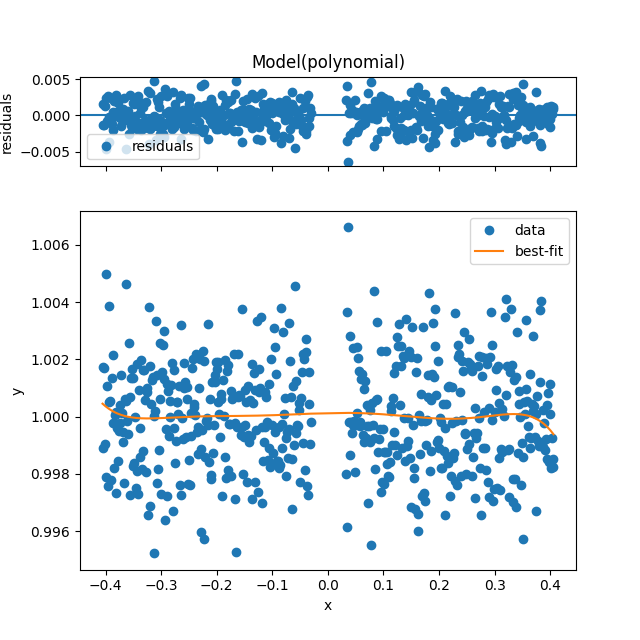 Model(polynomial)
residuals
0.005
0.000
−0.005
residuals
y
1.006
1.004
1.002
1.000
0.998
0.996
data
best-fit
−0.4
−0.3
−0.2
−0.1
0.0
0.1
0.2
0.3
0.4
x